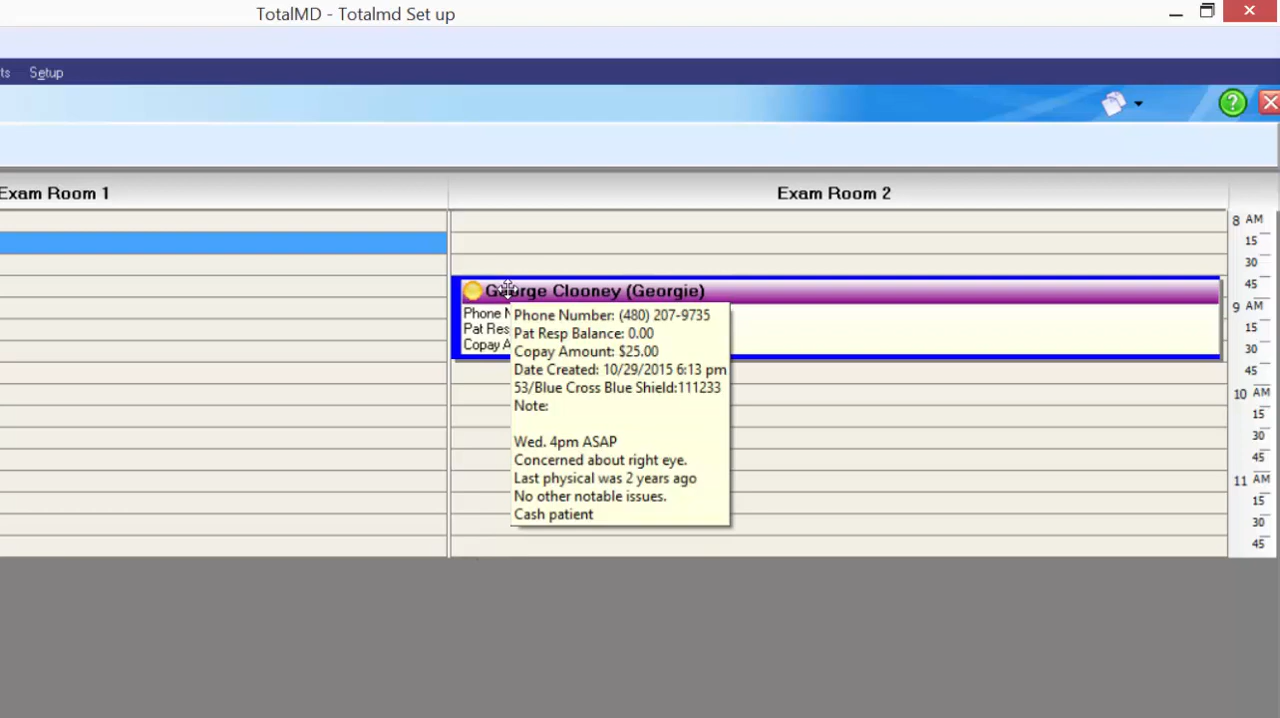 TotalMD - Totalmd Set up
ts Setup
Exam Room 1
Exam Room 2
8 AM
15
30
45
9 AM
15
30
45
10 AM
15
30
45
11 AM
15
30
45
George Clooney (Georgie)
Phone N
Pat Res
Copay A
Phone Number: (480) 207-9735
Pat Resp Balance: 0.00
Copay Amount: $25.00
Date Created: 10/29/2015 6:13 pm
53/Blue Cross Blue Shield:111233
Note:
Wed. 4pm ASAP
Concerned about right eye.
Last physical was 2 years ago
No other notable issues.
Cash patient